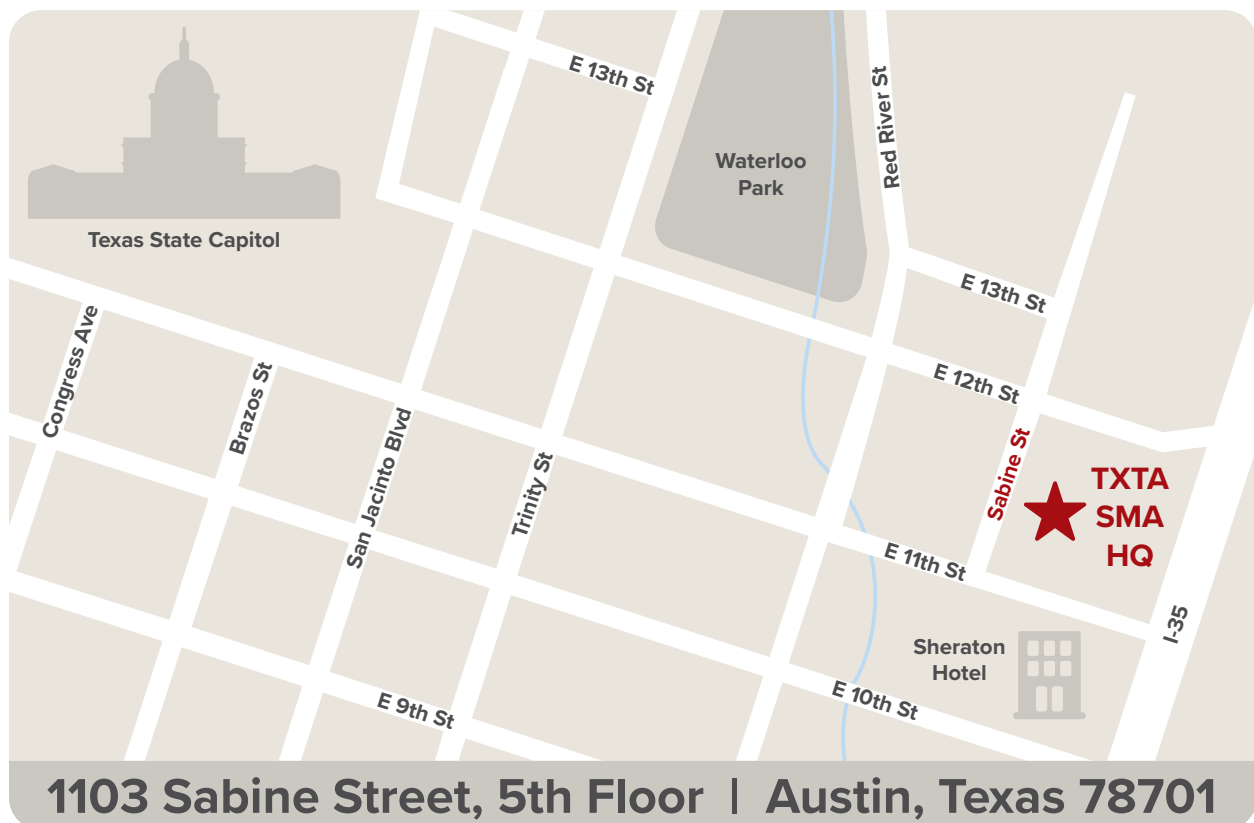 E 13th St
Red River St
Waterloo
Park
Texas State Capitol
E 13th St
Congress Ave
Brazos St
E 12th St
San Jacinto Blvd
Sabine St
Trinity St
TXTA
SMA
HQ
E 11th St
I-35
Sheraton
Hotel
E 10th St
E 9th St
1103 Sabine Street, 5th Floor | Austin, Texas 78701